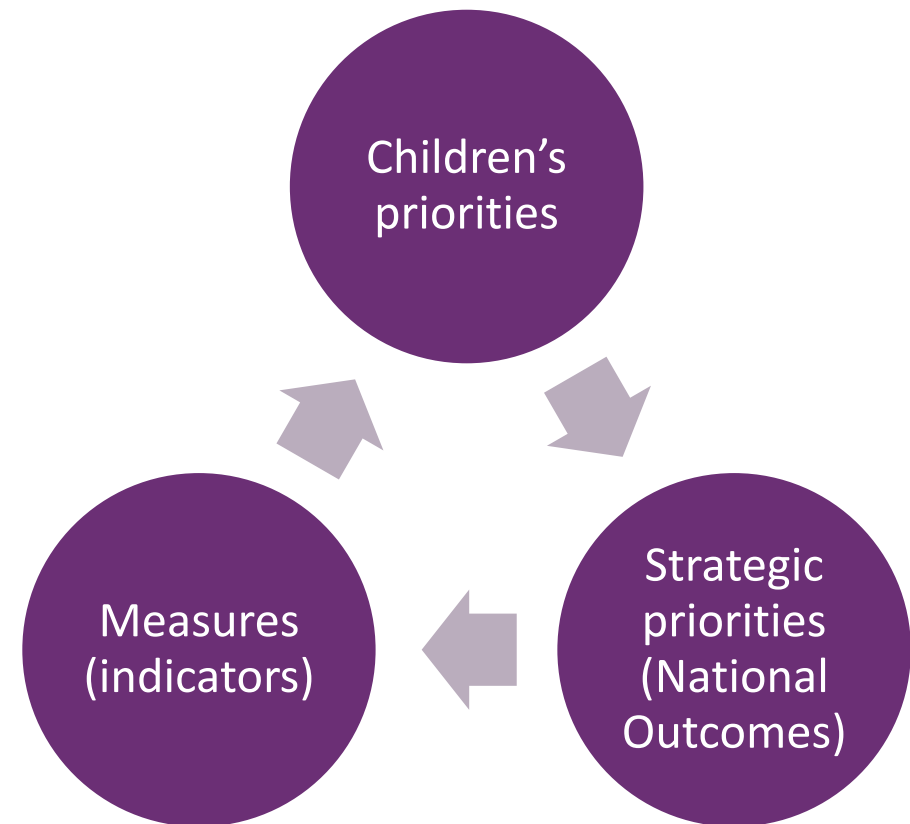 Children’s
priorities
Strategic
priorities
(National
Outcomes)
Measures
(indicators)